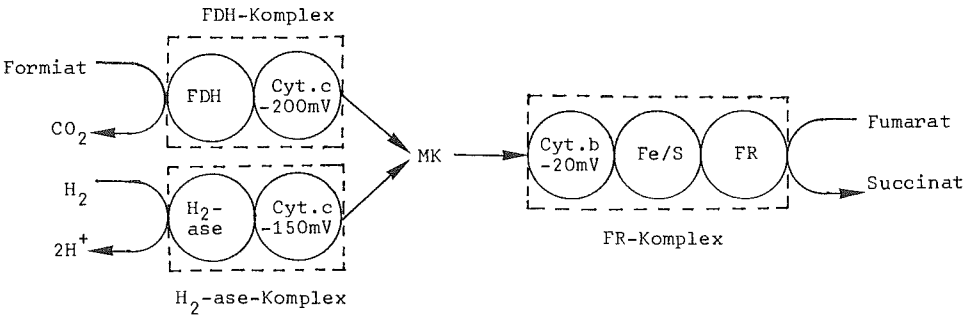 FDH-Komplex
Formiat
FDH
Cyt.c
-200mV
CO2
MK
H2
H2-
ase
Cyt.c
-150mV
2H+
H2-ase-Komplex
Cyt.b
-20mV
Fe/S
FR
Fumarat
Succinat
FR-Komplex